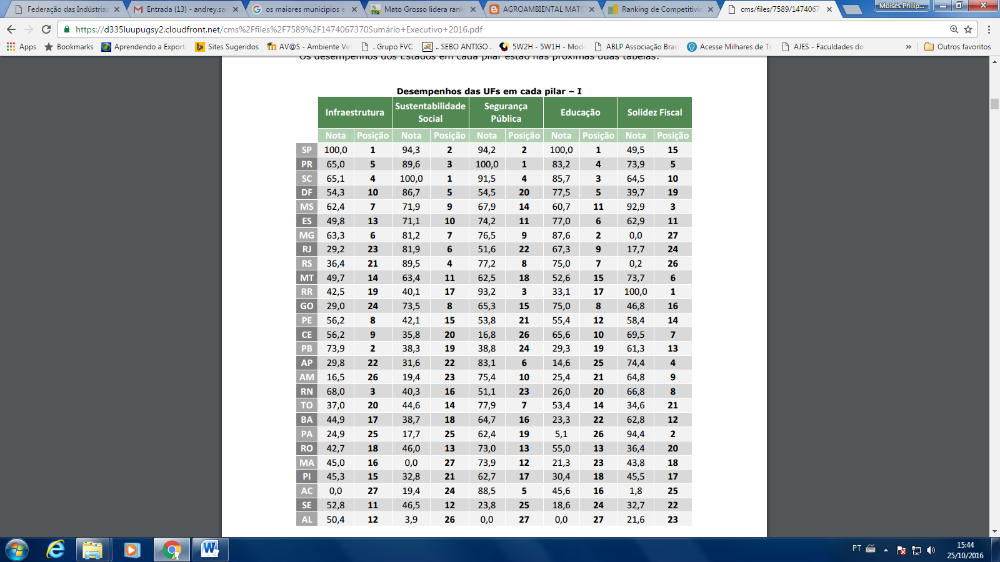 Federação das Indústrias
Entrada (13) - andrey.sa
os maiores municipios e
Mato Grosso lidera rank
AGROAMBIENTAL MAT
Ranking de Competitivi
cms/files/7589/1474067
Moisés Philip...
https://d335luupugsy2.cloudfront.net/cms%2Ffiles%2F7589%2F1474067370Sumário+Executivo+2016.pdf
Apps Bookmarks Aprendendo a Export Sites Sugeridos AV@S - Ambiente Vir . Grupo FVC .. SEBO ANTIGO . 5W2H - 5W1H - Mod ABLP Associação Bras Acesse Milhares de Tr AJES - Faculdades do » Outros favoritos
Os desempenhos dos Estados em cada pilar estão nas próximas duas tabelas.
Desempenhos das UFs em cada pilar – I
Infraestrutura Sustentabilidade Social Segurança Pública Educação Solidez Fiscal
Nota Posição Nota Posição Nota Posição Nota Posição Nota Posição
SP 100,0 1 94,3 2 94,2 2 100,0 1 49,5 15
PR 65,0 5 89,6 3 100,0 1 83,2 4 73,9 5
SC 65,1 4 100,0 1 91,5 4 85,7 3 64,5 10
DF 54,3 10 86,7 5 54,5 20 77,5 5 39,7 19
MS 62,4 7 71,9 9 67,9 14 60,7 11 92,9 3
ES 49,8 13 71,1 10 74,2 11 77,0 6 62,9 11
MG 63,3 6 81,2 7 76,5 9 87,6 2 0,0 27
RJ 29,2 23 81,9 6 51,6 22 67,3 9 17,7 24
RS 36,4 21 89,5 4 77,2 8 75,0 7 0,2 26
MT 49,7 14 63,4 11 62,5 18 52,6 15 73,7 6
RR 42,5 19 40,1 17 93,2 3 33,1 17 100,0 1
GO 29,0 24 73,5 8 65,3 15 75,0 8 46,8 16
PE 56,2 8 42,1 15 53,8 21 55,4 12 58,4 14
CE 56,2 9 35,8 20 16,8 26 65,6 10 69,5 7
PB 73,9 2 38,3 19 38,8 24 29,3 19 61,3 13
AP 29,8 22 31,6 22 83,1 6 14,6 25 74,4 4
AM 16,5 26 19,4 23 75,4 10 25,4 21 64,8 9
RN 68,0 3 40,3 16 51,1 23 26,0 20 66,8 8
TO 37,0 20 44,6 14 77,9 7 53,4 14 34,6 21
BA 44,9 17 38,7 18 64,7 16 23,3 22 62,8 12
PA 24,9 25 17,7 25 62,4 19 5,1 26 94,4 2
RO 42,7 18 46,0 13 73,0 13 55,0 13 36,4 20
MA 45,0 16 0,0 27 73,9 12 21,3 23 43,8 18
PI 45,3 15 32,8 21 62,7 17 30,4 18 45,5 17
AC 0,0 27 19,4 24 88,5 5 45,6 16 1,8 25
SE 52,8 11 46,5 12 23,8 25 18,6 24 32,7 22
AL 50,4 12 3,9 26 0,0 27 0,0 27 21,6 23
PT
15:44
25/10/2016